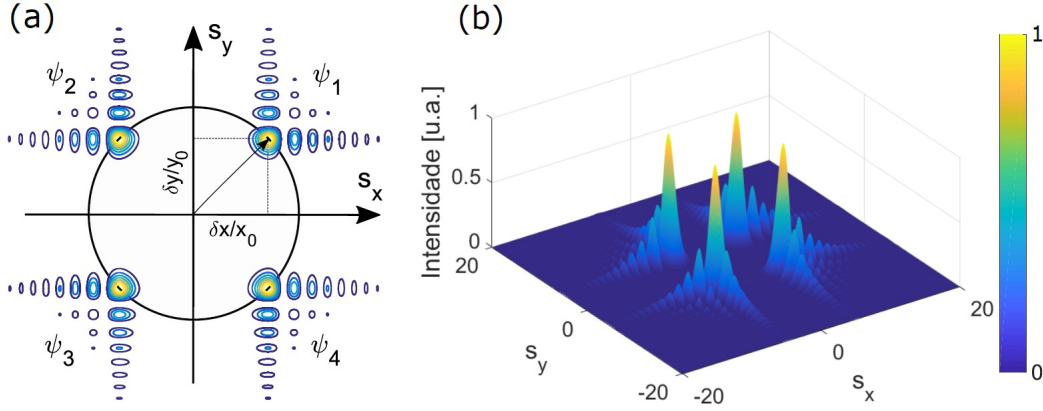 (a)
s_y
ψ_2
ψ_1
δy/y_0
s_x
δx/x_0
ψ_3
ψ_4
(b)
1
0.5
0
Intensidade [u.a.]
20
0
-20
s_y
-20
0
20
s_x
1
0